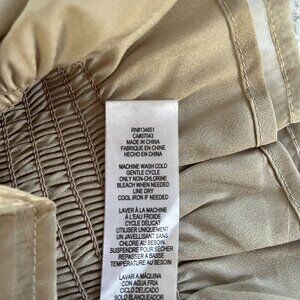 RN#134651
CA#07043
MADE IN CHINA
FABRIQUÉ EN CHINE
HECHO EN CHINA
MACHINE WASH COLD
GENTLE CYCLE
ONLY NON-CHLORINE
BLEACH WHEN NEEDED
LINE DRY
COOL IRON IF NEEDED
LAVER À LA MACHINE
À L'EAU FROIDE
CYCLE DÉLICAT
UTILISER UNIQUEMENT
UN JAVELLISANT SANS
CHLORE AU BESOIN
SUSPENDRE POUR SÉCHER
REPASSER À BASSE
TEMPÉRATURE AU BESOIN
LAVAR A MÁQUINA
CON AGUA FRÍA
CICLO DELICADO
SOLO BLANQUEADOR